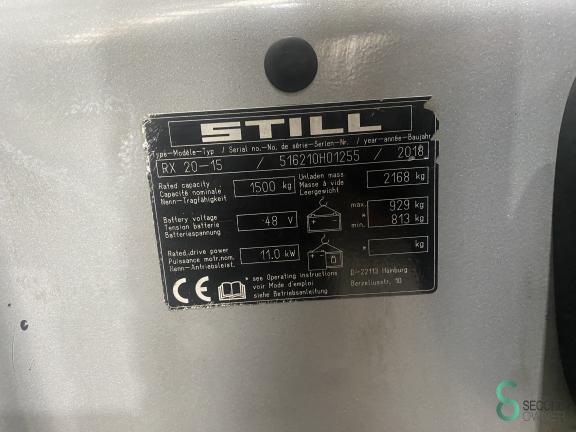 STILL
Type-Modèle-Typ / Serial no.-No. de série-Serien-Nr. / year-année-Baujahr
RX 20-15 / 516210H01255 / 2018
Rated capacity
Capacité nominale
Nenn-Tragfähigkeit
1500 kg
Unladen mass
Masse à vide
Leergewicht
2168 kg
Battery voltage
Tension batterie
Batteriespannung
48 V
max. 929 kg
*
min. 813 kg
Rated.drive power
Puissance motr.nom.
Nenn-Antriebsleist.
11.0 kW
* kg
CE
* see Operating instructions
voir Mode d'emploi
siehe Betriebsanleitung
D-22113 Hamburg
Berzeliusstr. 10
SECOND
OWNER